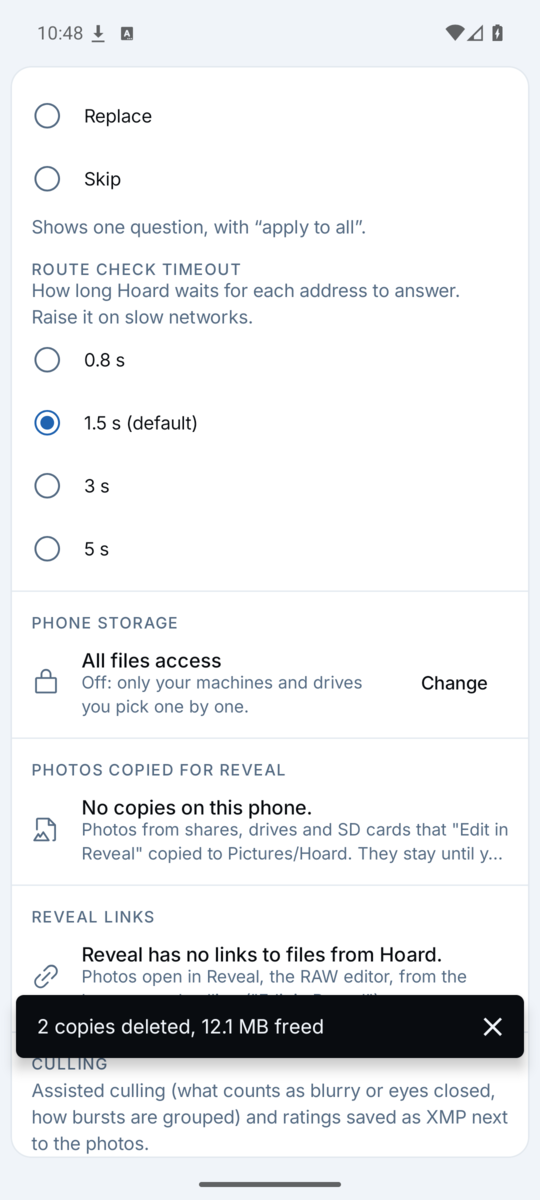 10:48
A
Replace
Skip
Shows one question, with “apply to all”.
ROUTE CHECK TIMEOUT
How long Hoard waits for each address to answer.
Raise it on slow networks.
0.8 s
1.5 s (default)
3 s
5 s
PHONE STORAGE
All files access
Off: only your machines and drives
you pick one by one.
Change
PHOTOS COPIED FOR REVEAL
No copies on this phone.
Photos from shares, drives and SD cards that "Edit in
Reveal" copied to Pictures/Hoard. They stay until y...
REVEAL LINKS
Reveal has no links to files from Hoard.
Photos open in Reveal, the RAW editor, from the
2 copies deleted, 12.1 MB freed
CULLING
Assisted culling (what counts as blurry or eyes closed,
how bursts are grouped) and ratings saved as XMP next
to the photos.